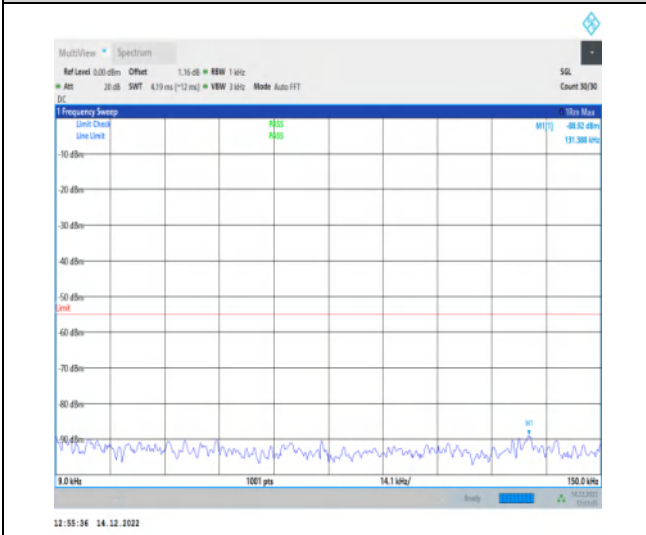 MultiView Spectrum
Ref Level 0.00 dBm Offset 1.16 dB RBW 1 kHz SGL
Att 20 dB SWT 4.19 ms (~12 ms) VBW 3 kHz Mode Auto FFT Count 30/30
DC
1 Frequency Sweep 1Rm Max
Limit Check PASS M1[1] -88.92 dBm
Line Limit PASS 131.388 kHz
-10 dBm
-20 dBm
-30 dBm
-40 dBm
-50 dBm
Limit
-60 dBm
-70 dBm
-80 dBm
M1
-90 dBm
9.0 kHz 1001 pts 14.1 kHz/ 150.0 kHz
Ready 14.12.2022
12:55:36 14.12.2022